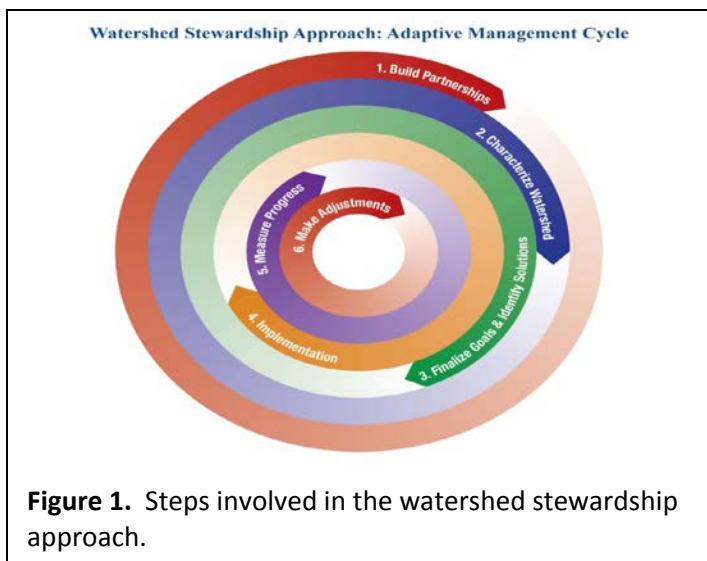 Watershed Stewardship Approach: Adaptive Management Cycle
1. Build Partnerships
2. Characterize Watershed
3. Finalize Goals & Identify Solutions
4. Implementation
5. Measure Progress
6. Make Adjustments
Figure 1. Steps involved in the watershed stewardship
approach.